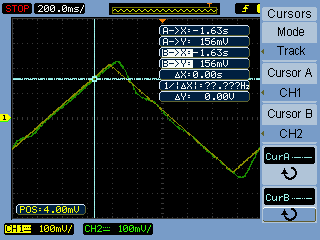 STOP 200.0ms/ f
Cursors
Mode
Track
Cursor A
CH1
Cursor B
CH2
CurA
CurB
A->X:-1.63s
A->Y: 156mV
B->X:-1.63s
B->Y: 156mV
ΔX:0.00s
1/|ΔX|:??.???Hz
ΔY: 0.00V
1
POS:4.00mV
CH1 100mV/ CH2 100mV/